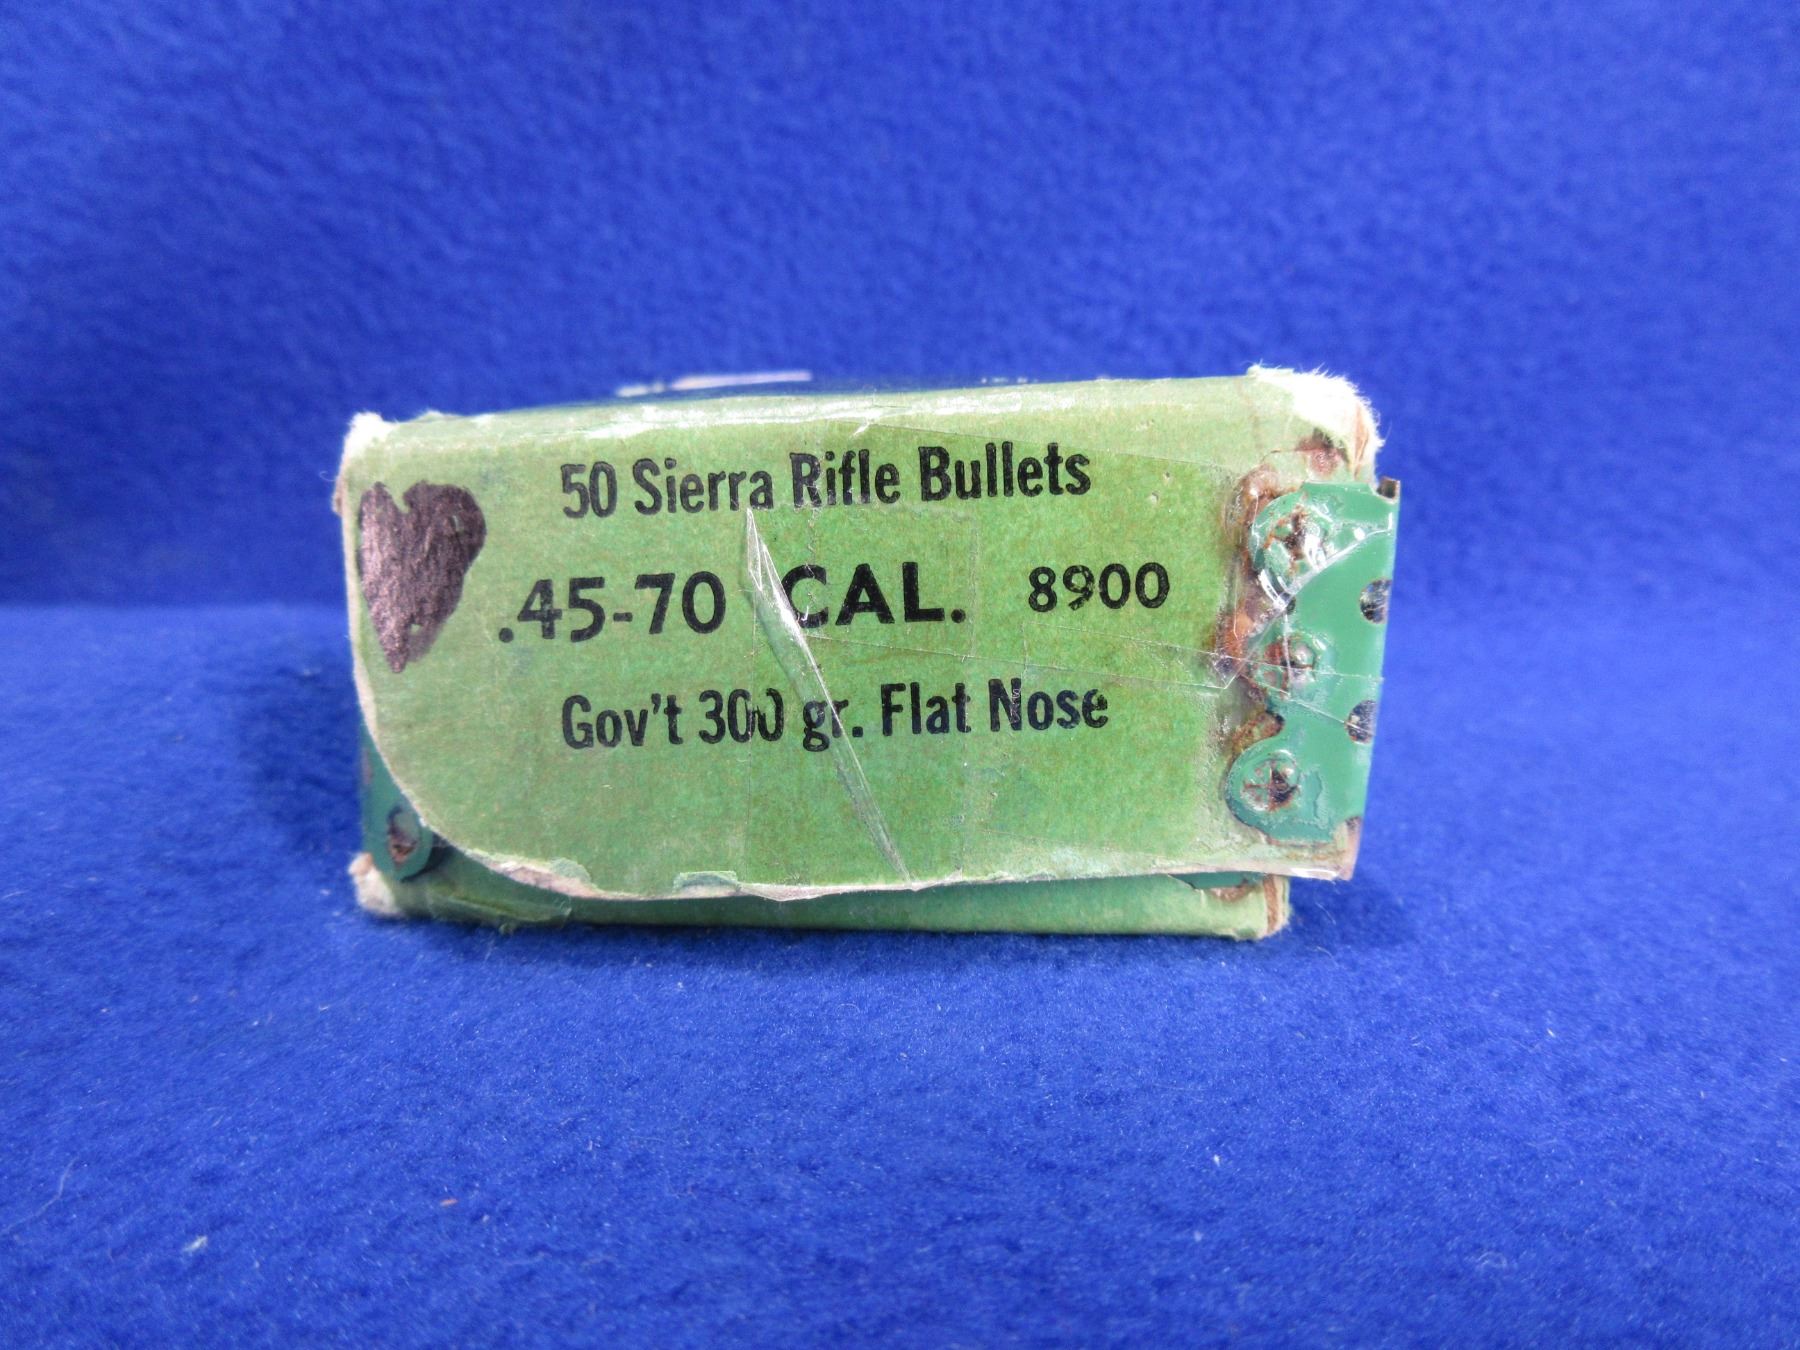 50 Sierra Rifle Bullets
.45-70 CAL. 8900
Gov't 300 gr. Flat Nose